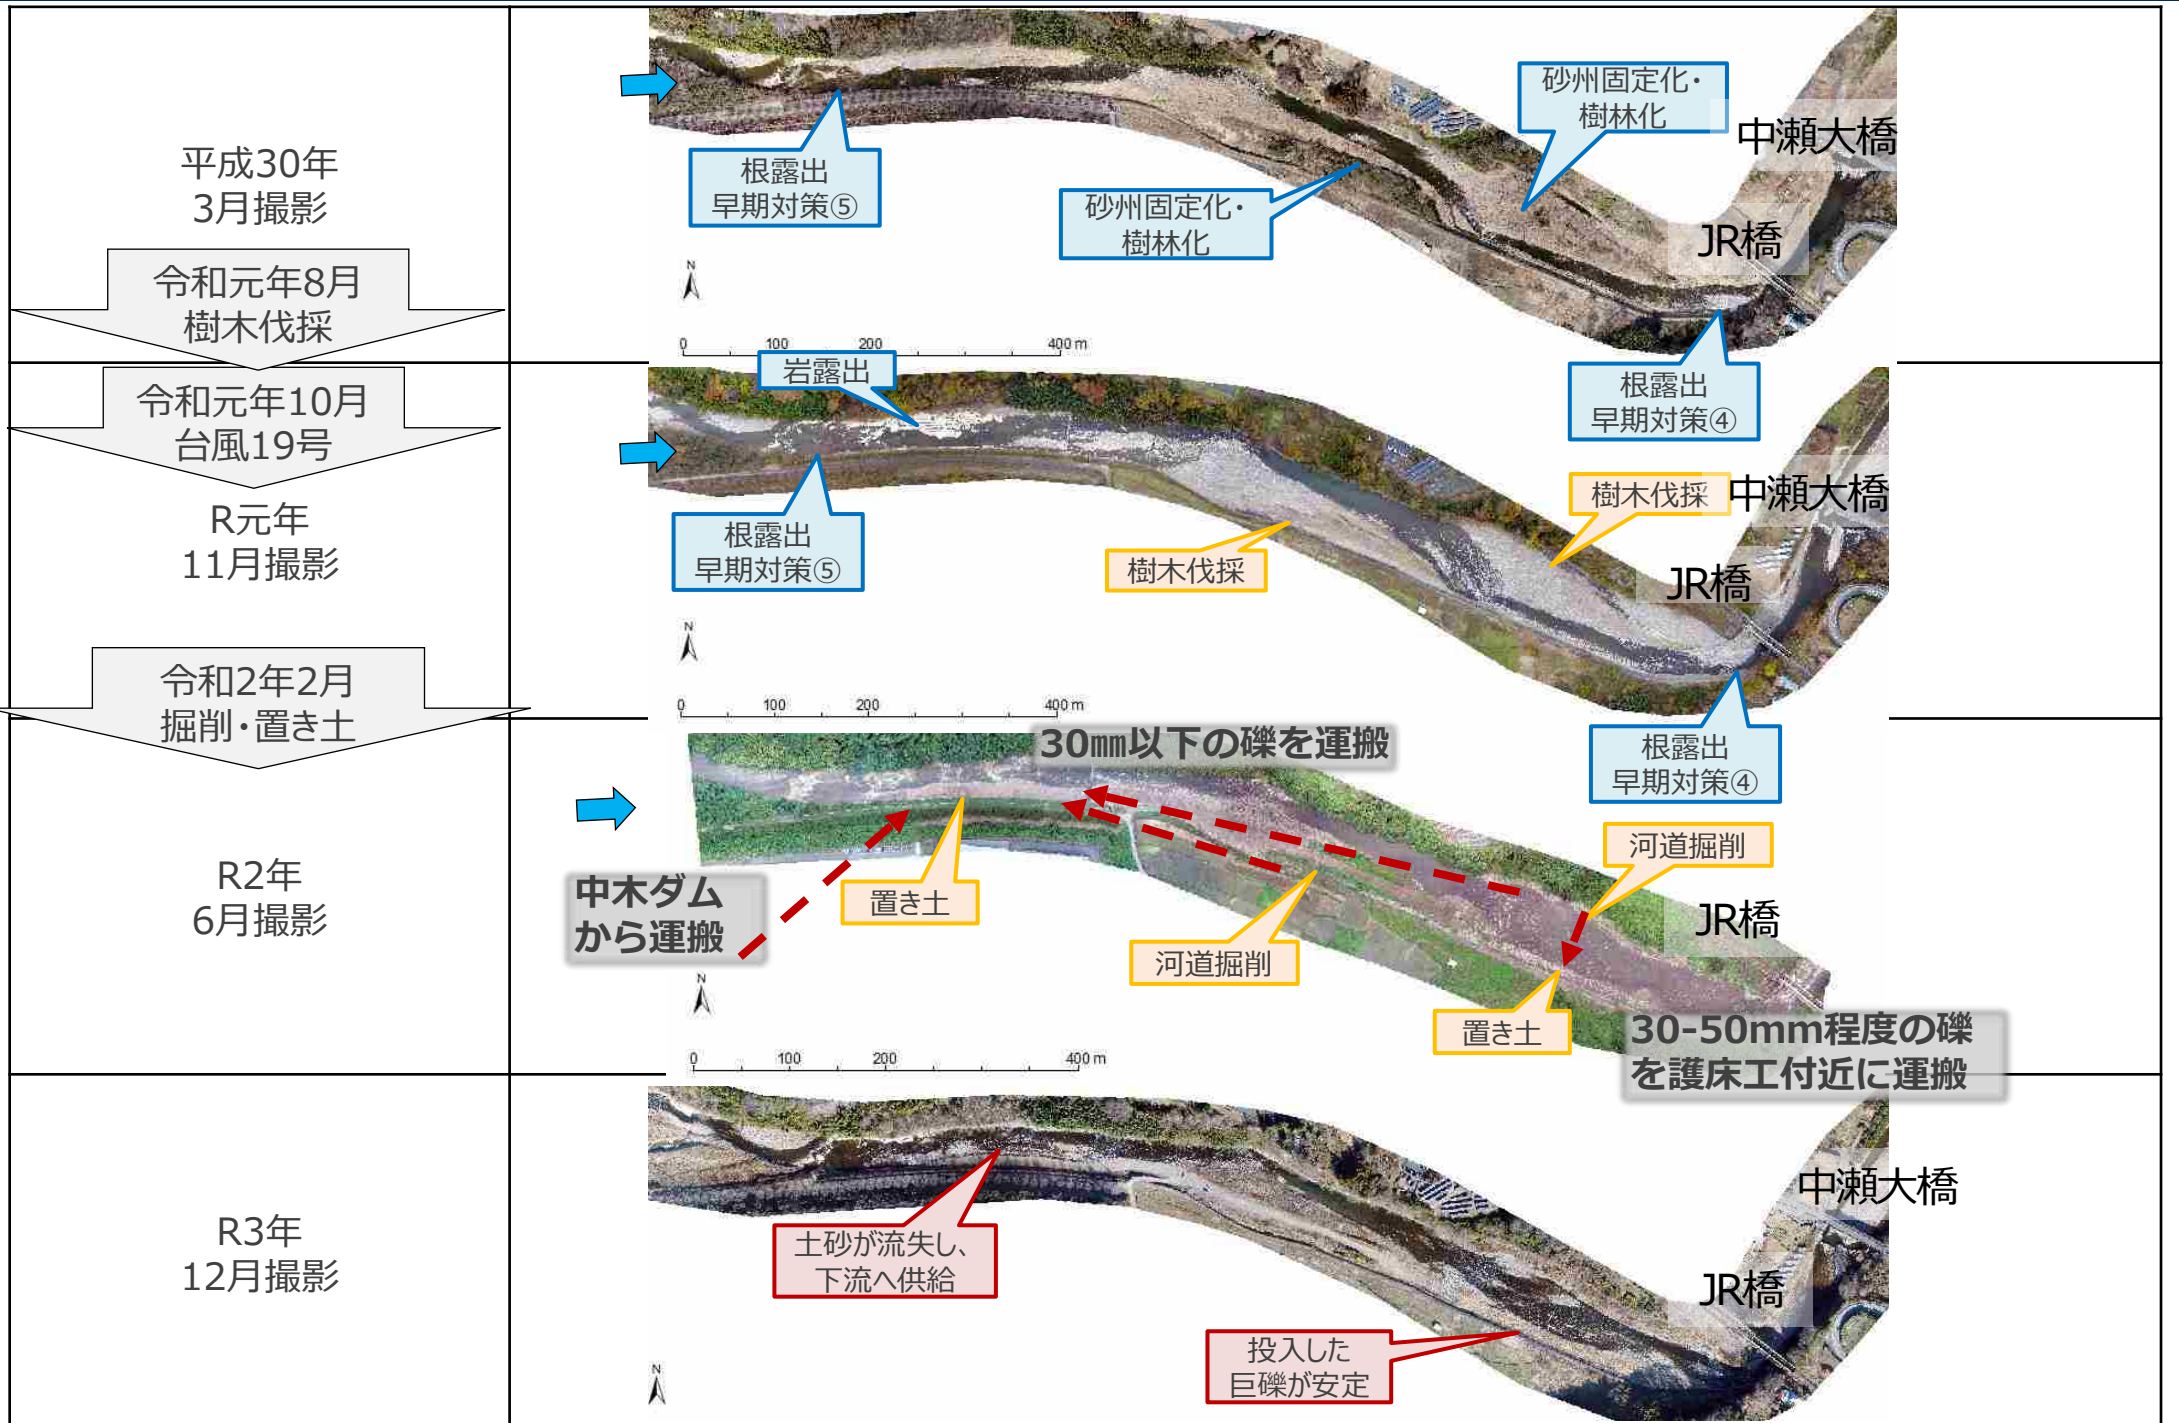 平成30年
3月撮影
令和元年8月
樹木伐採
根露出
早期対策⑤
砂州固定化・
樹林化
砂州固定化・
樹林化
中瀬大橋
JR橋
根露出
早期対策④
N
0 100 200 400 m
令和元年10月
台風19号
R元年
11月撮影
岩露出
根露出
早期対策⑤
樹木伐採
樹木伐採
中瀬大橋
JR橋
根露出
早期対策④
N
0 100 200 400 m
令和2年2月
掘削・置き土
R2年
6月撮影
30㎜以下の礫を運搬
中木ダム
から運搬
置き土
河道掘削
河道掘削
置き土
JR橋
30-50mm程度の礫
を護床工付近に運搬
N
0 100 200 400 m
R3年
12月撮影
土砂が流失し、
下流へ供給
投入した
巨礫が安定
中瀬大橋
JR橋
N